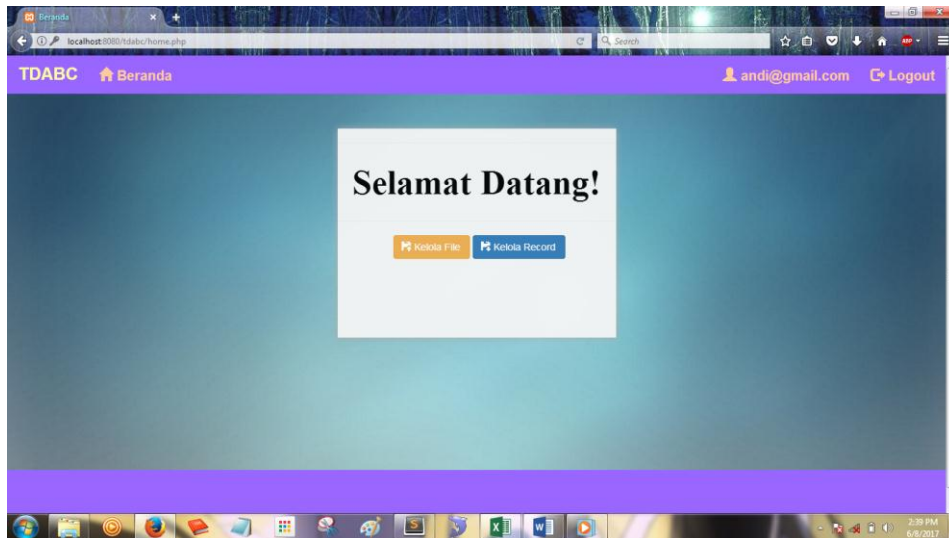 Beranda
localhost:8080/tdabc/home.php
Search
ABP
TDABC Beranda andi@gmail.com Logout
Selamat Datang!
Kelola File Kelola Record
2:39 PM
6/8/2017